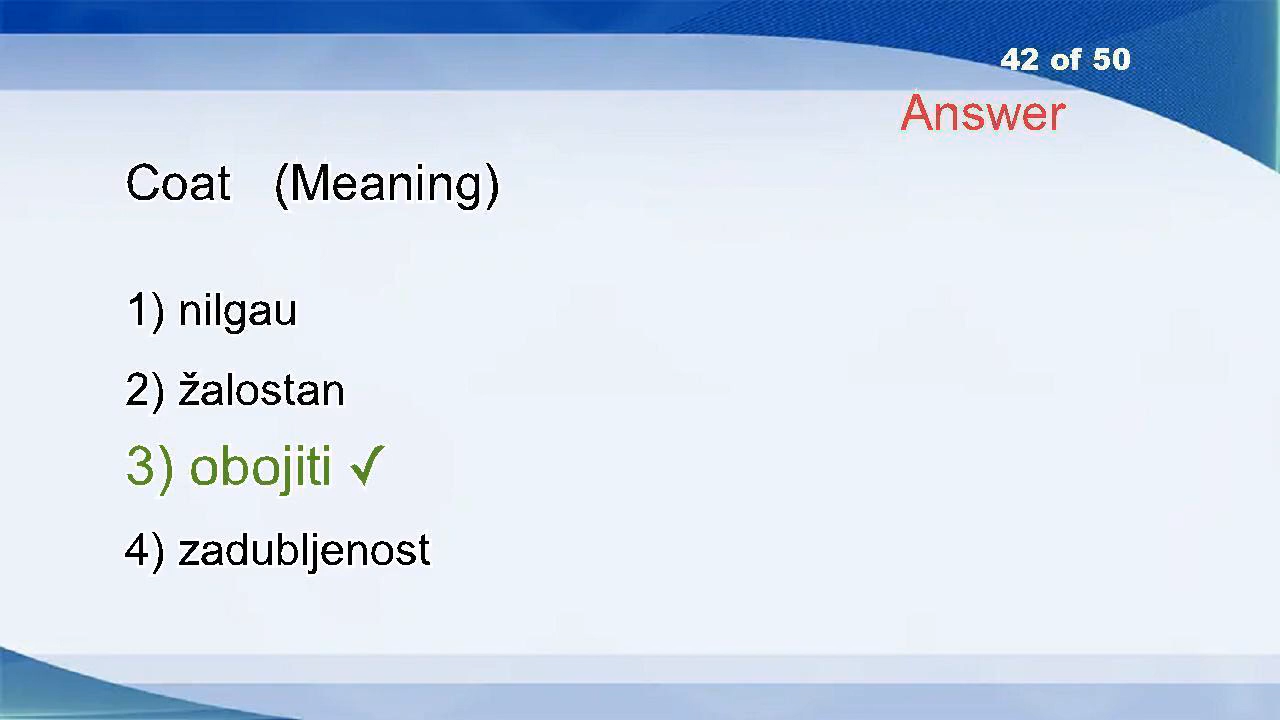 42 of 50
Answer
Coat (Meaning)
1) nilgau
2) žalostan
3) obojiti ✓
4) zadubljenost